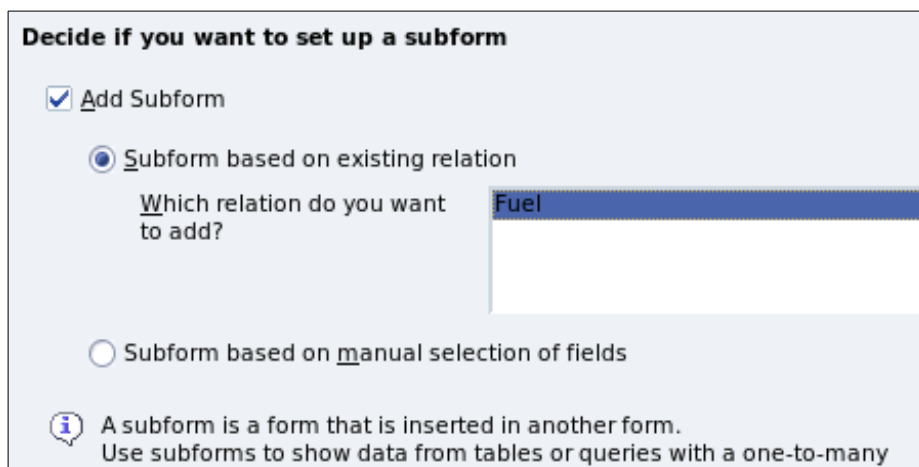 Decide if you want to set up a subform
Add Subform
Subform based on existing relation
Which relation do you want
to add?
Fuel
Subform based on manual selection of fields
A subform is a form that is inserted in another form.
Use subforms to show data from tables or queries with a one-to-many